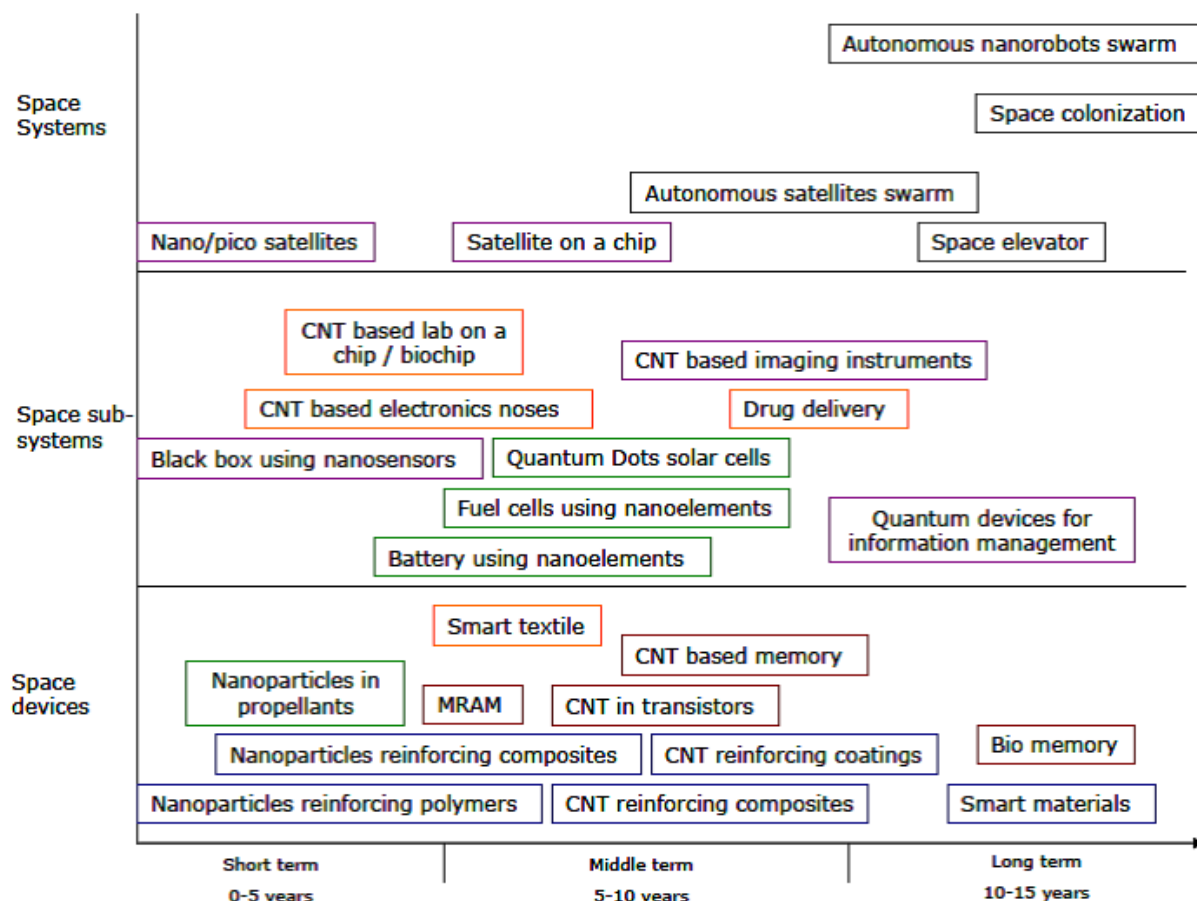 Autonomous nanorobots swarm
Space
Systems
Space colonization
Autonomous satellites swarm
Nano/pico satellites
Satellite on a chip
Space elevator
CNT based lab on a
chip / biochip
CNT based imaging instruments
Space sub-
systems
CNT based electronics noses
Drug delivery
Black box using nanosensors
Quantum Dots solar cells
Fuel cells using nanoelements
Quantum devices for
information management
Battery using nanoelements
Smart textile
CNT based memory
Space
devices
Nanoparticles in
propellants
MRAM
CNT in transistors
Bio memory
Nanoparticles reinforcing composites
CNT reinforcing coatings
Nanoparticles reinforcing polymers
CNT reinforcing composites
Smart materials
Short term
0-5 years
Middle term
5-10 years
Long term
10-15 years